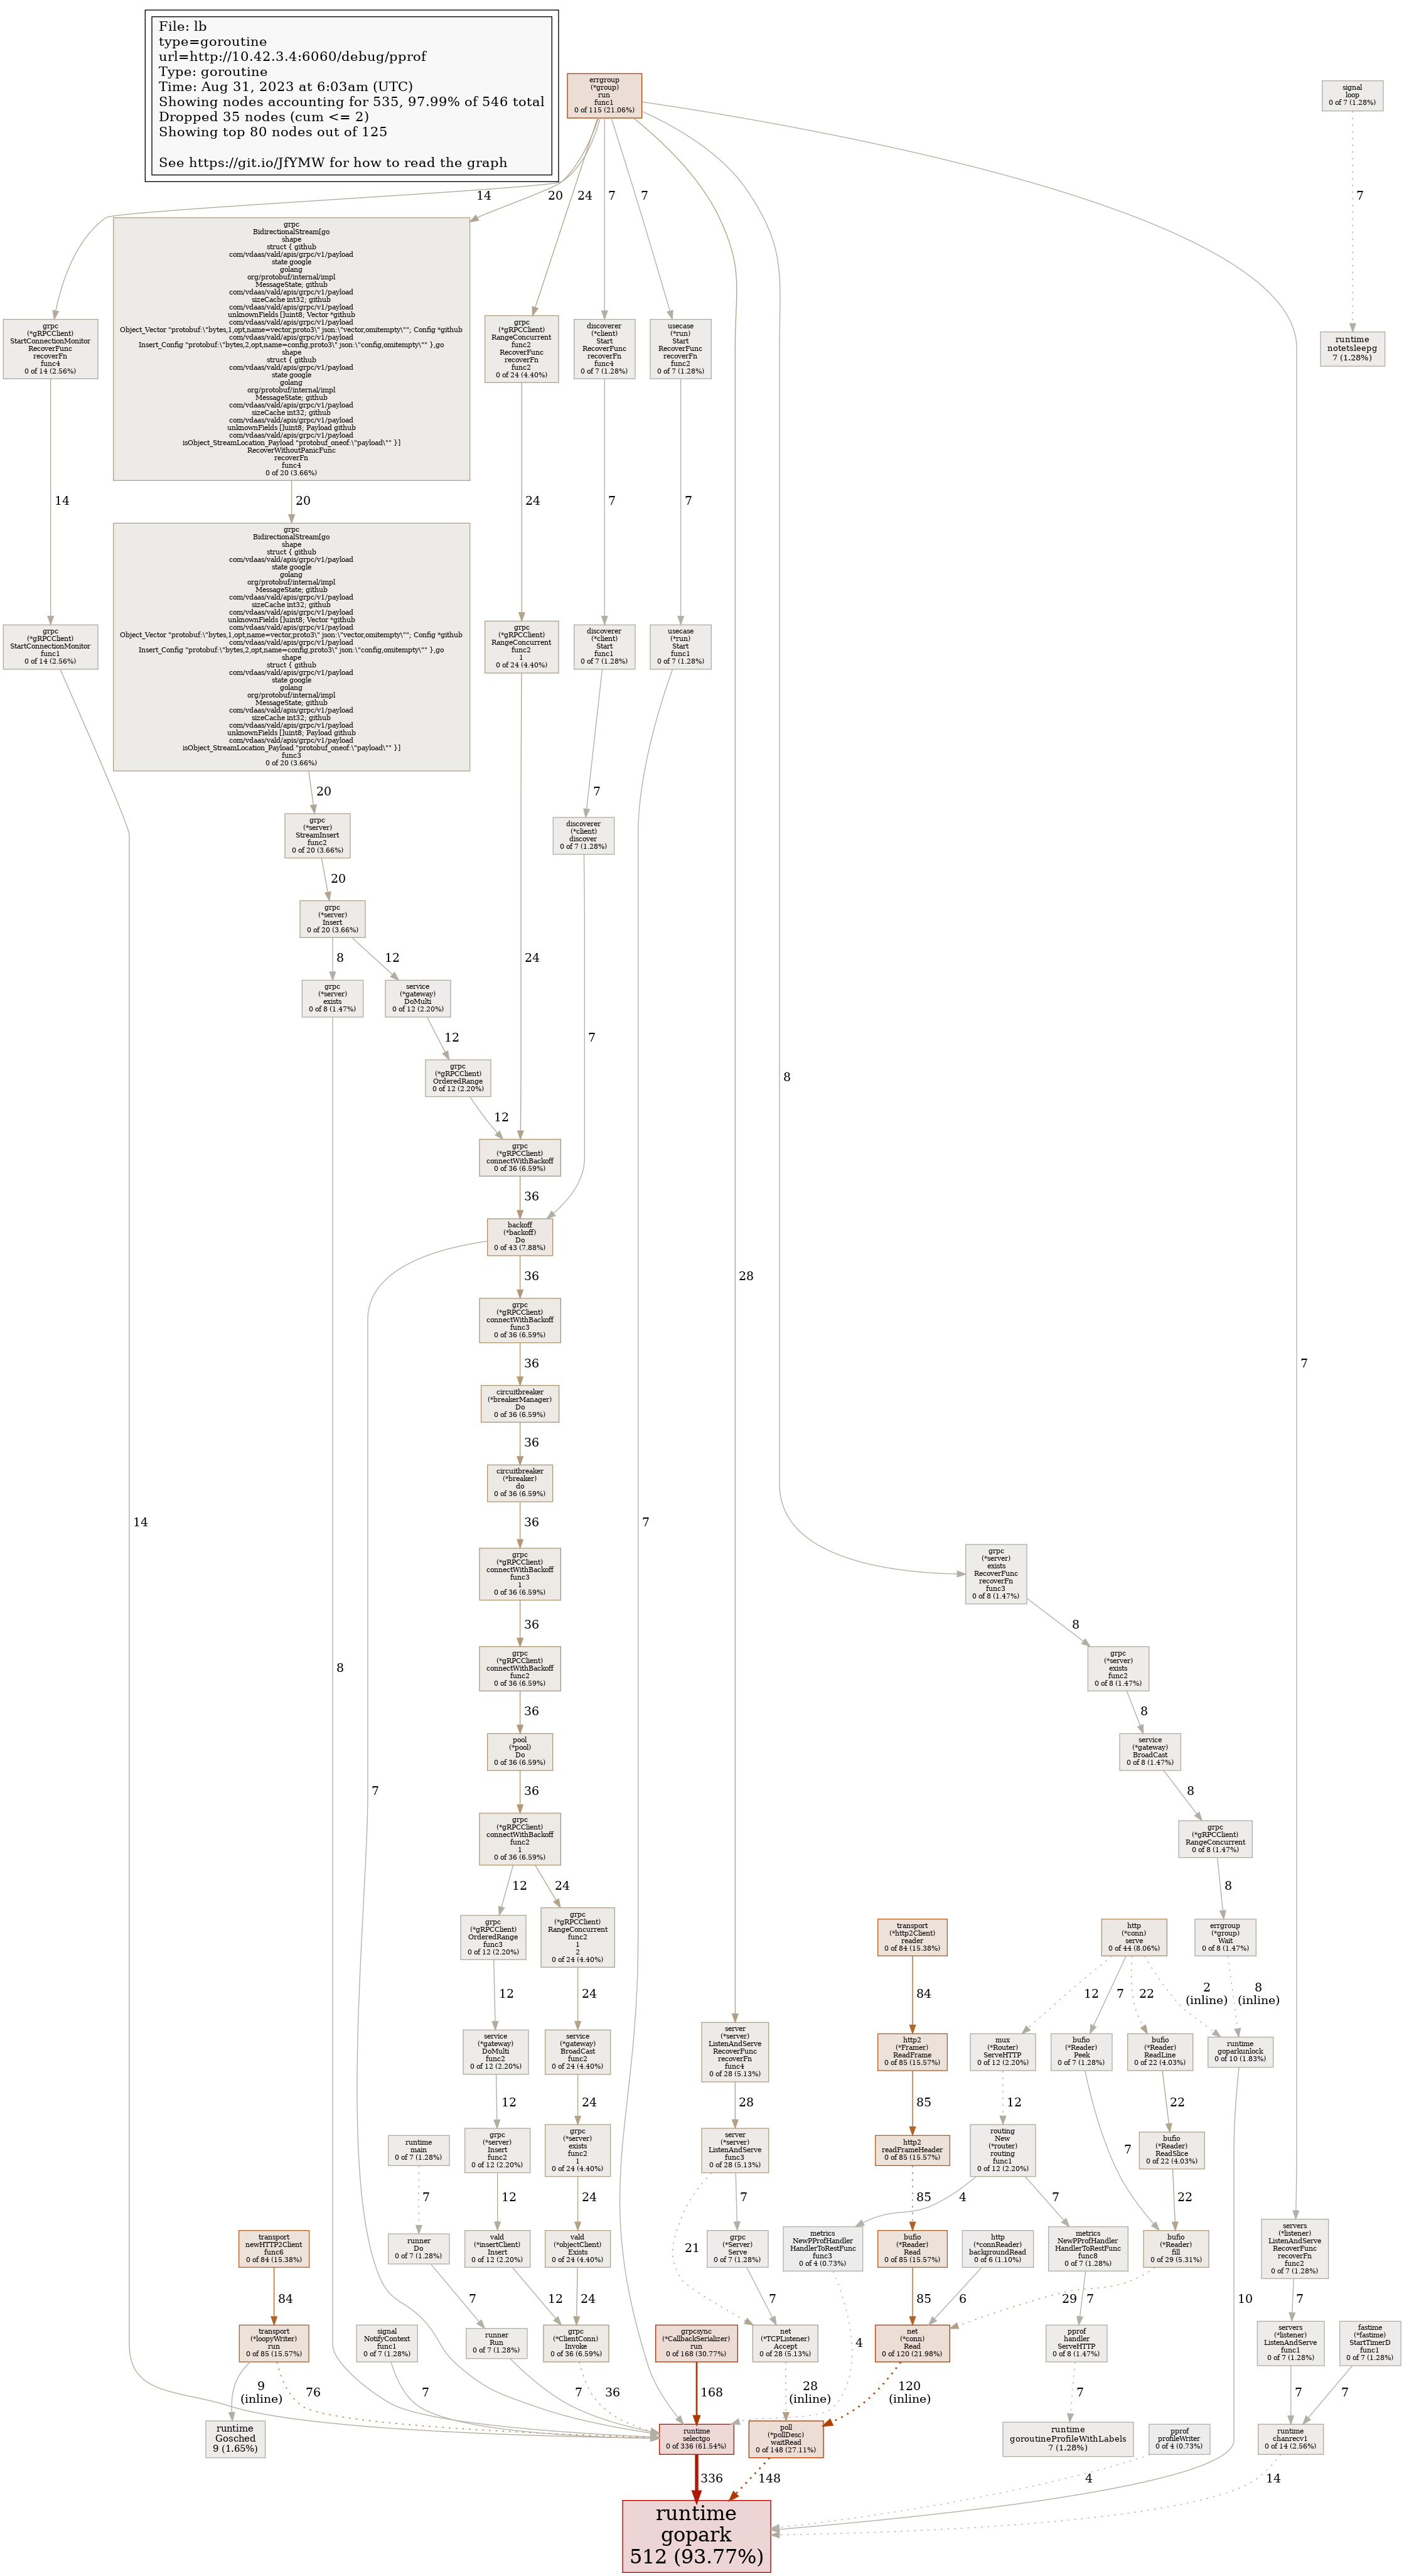 File: lb
type=goroutine
url=http://10.42.3.4:6060/debug/pprof
Type: goroutine
Time: Aug 31, 2023 at 6:03am (UTC)
Showing nodes accounting for 535, 97.99% of 546 total
Dropped 35 nodes (cum <= 2)
Showing top 80 nodes out of 125
See https://git.io/JfYMW for how to read the graph
errgroup
(*group)
run
func1
0 of 115 (21.06%)
signal
loop
0 of 7 (1.28%)
14
20
24
7
7
7
grpc
BidirectionalStream[go
shape
struct { github
com/vdaas/vald/apis/grpc/v1/payload
state google
golang
org/protobuf/internal/impl
MessageState; github
com/vdaas/vald/apis/grpc/v1/payload
sizeCache int32; github
com/vdaas/vald/apis/grpc/v1/payload
unknownFields []uint8; Vector *github
com/vdaas/vald/apis/grpc/v1/payload
Object_Vector "protobuf:\"bytes,1,opt,name=vector,proto3\" json:\"vector,omitempty\""; Config *github
com/vdaas/vald/apis/grpc/v1/payload
Insert_Config "protobuf:\"bytes,2,opt,name=config,proto3\" json:\"config,omitempty\"" },go
shape
struct { github
com/vdaas/vald/apis/grpc/v1/payload
state google
golang
org/protobuf/internal/impl
MessageState; github
com/vdaas/vald/apis/grpc/v1/payload
sizeCache int32; github
com/vdaas/vald/apis/grpc/v1/payload
unknownFields []uint8; Payload github
com/vdaas/vald/apis/grpc/v1/payload
isObject_StreamLocation_Payload "protobuf_oneof:\"payload\"" }]
RecoverWithoutPanicFunc
recoverFn
func4
0 of 20 (3.66%)
grpc
(*gRPCClient)
StartConnectionMonitor
RecoverFunc
recoverFn
func4
0 of 14 (2.56%)
grpc
(*gRPCClient)
RangeConcurrent
func2
RecoverFunc
recoverFn
func2
0 of 24 (4.40%)
discoverer
(*client)
Start
RecoverFunc
recoverFn
func4
0 of 7 (1.28%)
usecase
(*run)
Start
RecoverFunc
recoverFn
func2
0 of 7 (1.28%)
runtime
notetsleepg
7 (1.28%)
14
20
24
7
7
grpc
BidirectionalStream[go
shape
struct { github
com/vdaas/vald/apis/grpc/v1/payload
state google
golang
org/protobuf/internal/impl
MessageState; github
com/vdaas/vald/apis/grpc/v1/payload
sizeCache int32; github
com/vdaas/vald/apis/grpc/v1/payload
unknownFields []uint8; Vector *github
com/vdaas/vald/apis/grpc/v1/payload
Object_Vector "protobuf:\"bytes,1,opt,name=vector,proto3\" json:\"vector,omitempty\""; Config *github
com/vdaas/vald/apis/grpc/v1/payload
Insert_Config "protobuf:\"bytes,2,opt,name=config,proto3\" json:\"config,omitempty\"" },go
shape
struct { github
com/vdaas/vald/apis/grpc/v1/payload
state google
golang
org/protobuf/internal/impl
MessageState; github
com/vdaas/vald/apis/grpc/v1/payload
sizeCache int32; github
com/vdaas/vald/apis/grpc/v1/payload
unknownFields []uint8; Payload github
com/vdaas/vald/apis/grpc/v1/payload
isObject_StreamLocation_Payload "protobuf_oneof:\"payload\"" }]
func3
0 of 20 (3.66%)
grpc
(*gRPCClient)
StartConnectionMonitor
func1
0 of 14 (2.56%)
grpc
(*gRPCClient)
RangeConcurrent
func2
1
0 of 24 (4.40%)
discoverer
(*client)
Start
func1
0 of 7 (1.28%)
usecase
(*run)
Start
func1
0 of 7 (1.28%)
20
7
grpc
(*server)
StreamInsert
func2
0 of 20 (3.66%)
discoverer
(*client)
discover
0 of 7 (1.28%)
20
grpc
(*server)
Insert
0 of 20 (3.66%)
8
12
24
grpc
(*server)
exists
0 of 8 (1.47%)
service
(*gateway)
DoMulti
0 of 12 (2.20%)
12
7
grpc
(*gRPCClient)
OrderedRange
0 of 12 (2.20%)
8
12
grpc
(*gRPCClient)
connectWithBackoff
0 of 36 (6.59%)
36
backoff
(*backoff)
Do
0 of 43 (7.88%)
36
28
grpc
(*gRPCClient)
connectWithBackoff
func3
0 of 36 (6.59%)
36
7
circuitbreaker
(*breakerManager)
Do
0 of 36 (6.59%)
36
circuitbreaker
(*breaker)
do
0 of 36 (6.59%)
14
36
7
grpc
(*gRPCClient)
connectWithBackoff
func3
1
0 of 36 (6.59%)
grpc
(*server)
exists
RecoverFunc
recoverFn
func3
0 of 8 (1.47%)
36
8
8
grpc
(*gRPCClient)
connectWithBackoff
func2
0 of 36 (6.59%)
grpc
(*server)
exists
func2
0 of 8 (1.47%)
36
8
pool
(*pool)
Do
0 of 36 (6.59%)
service
(*gateway)
BroadCast
0 of 8 (1.47%)
7
36
8
grpc
(*gRPCClient)
connectWithBackoff
func2
1
0 of 36 (6.59%)
grpc
(*gRPCClient)
RangeConcurrent
0 of 8 (1.47%)
12
24
8
grpc
(*gRPCClient)
OrderedRange
func3
0 of 12 (2.20%)
grpc
(*gRPCClient)
RangeConcurrent
func2
1
2
0 of 24 (4.40%)
transport
(*http2Client)
reader
0 of 84 (15.38%)
http
(*conn)
serve
0 of 44 (8.06%)
errgroup
(*group)
Wait
0 of 8 (1.47%)
12
24
84
12
7
22
2
(inline)
8
(inline)
service
(*gateway)
DoMulti
func2
0 of 12 (2.20%)
service
(*gateway)
BroadCast
func2
0 of 24 (4.40%)
server
(*server)
ListenAndServe
RecoverFunc
recoverFn
func4
0 of 28 (5.13%)
http2
(*Framer)
ReadFrame
0 of 85 (15.57%)
mux
(*Router)
ServeHTTP
0 of 12 (2.20%)
bufio
(*Reader)
Peek
0 of 7 (1.28%)
bufio
(*Reader)
ReadLine
0 of 22 (4.03%)
runtime
goparkunlock
0 of 10 (1.83%)
12
24
28
85
12
22
runtime
main
0 of 7 (1.28%)
grpc
(*server)
Insert
func2
0 of 12 (2.20%)
grpc
(*server)
exists
func2
1
0 of 24 (4.40%)
server
(*server)
ListenAndServe
func3
0 of 28 (5.13%)
http2
readFrameHeader
0 of 85 (15.57%)
routing
New
(*router)
routing
func1
0 of 12 (2.20%)
7
bufio
(*Reader)
ReadSlice
0 of 22 (4.03%)
7
12
24
7
85
4
7
22
transport
newHTTP2Client
func6
0 of 84 (15.38%)
runner
Do
0 of 7 (1.28%)
vald
(*insertClient)
Insert
0 of 12 (2.20%)
vald
(*objectClient)
Exists
0 of 24 (4.40%)
21
grpc
(*Server)
Serve
0 of 7 (1.28%)
metrics
NewPProfHandler
HandlerToRestFunc
func3
0 of 4 (0.73%)
bufio
(*Reader)
Read
0 of 85 (15.57%)
http
(*connReader)
backgroundRead
0 of 6 (1.10%)
metrics
NewPProfHandler
HandlerToRestFunc
func8
0 of 7 (1.28%)
bufio
(*Reader)
fill
0 of 29 (5.31%)
servers
(*listener)
ListenAndServe
RecoverFunc
recoverFn
func2
0 of 7 (1.28%)
84
7
12
24
7
85
6
29
7
10
7
transport
(*loopyWriter)
run
0 of 85 (15.57%)
signal
NotifyContext
func1
0 of 7 (1.28%)
runner
Run
0 of 7 (1.28%)
grpc
(*ClientConn)
Invoke
0 of 36 (6.59%)
grpcsync
(*CallbackSerializer)
run
0 of 168 (30.77%)
net
(*TCPListener)
Accept
0 of 28 (5.13%)
4
net
(*conn)
Read
0 of 120 (21.98%)
pprof
handler
ServeHTTP
0 of 8 (1.47%)
servers
(*listener)
ListenAndServe
func1
0 of 7 (1.28%)
fastime
(*fastime)
StartTimerD
func1
0 of 7 (1.28%)
9
(inline)
76
7
7
36
168
28
(inline)
120
(inline)
7
7
7
runtime
Gosched
9 (1.65%)
runtime
selectgo
0 of 336 (61.54%)
poll
(*pollDesc)
waitRead
0 of 148 (27.11%)
runtime
goroutineProfileWithLabels
7 (1.28%)
pprof
profileWriter
0 of 4 (0.73%)
runtime
chanrecv1
0 of 14 (2.56%)
336
148
4
14
runtime
gopark
512 (93.77%)